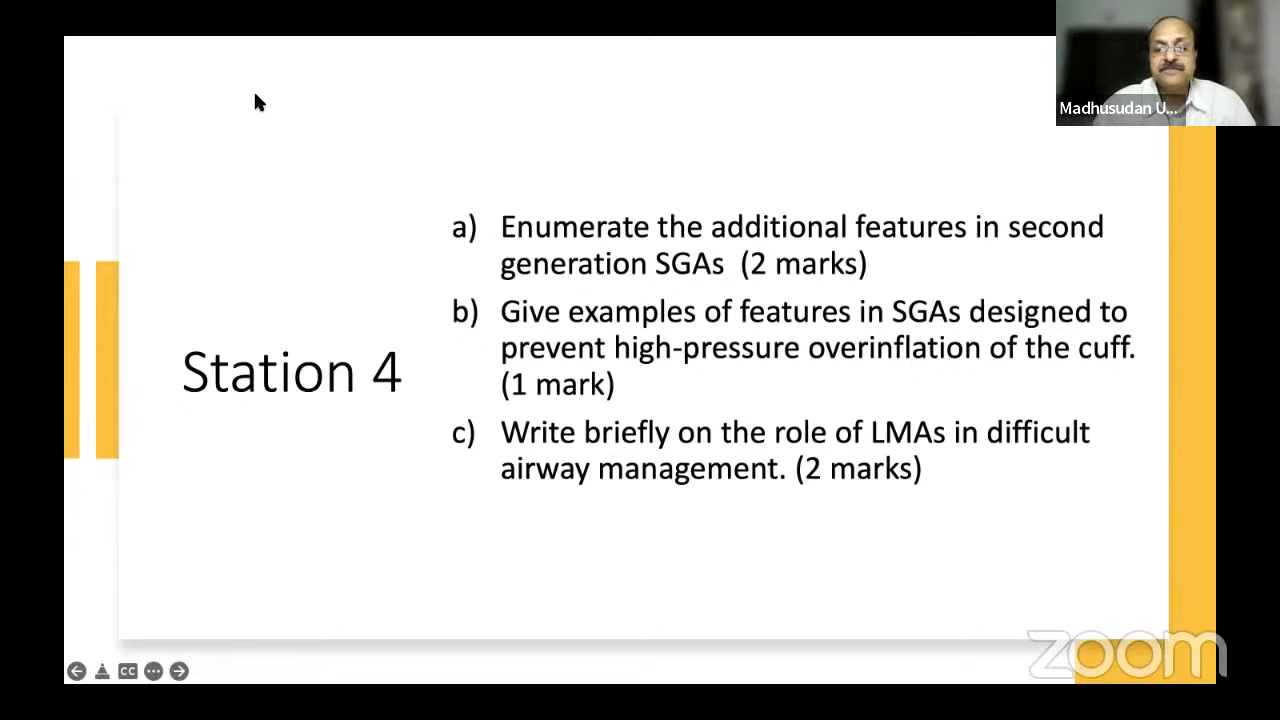 Madhusudan U...
Station 4
a) Enumerate the additional features in second
generation SGAs (2 marks)
b) Give examples of features in SGAs designed to
prevent high-pressure overinflation of the cuff.
(1 mark)
c) Write briefly on the role of LMAs in difficult
airway management. (2 marks)
CC
zoom